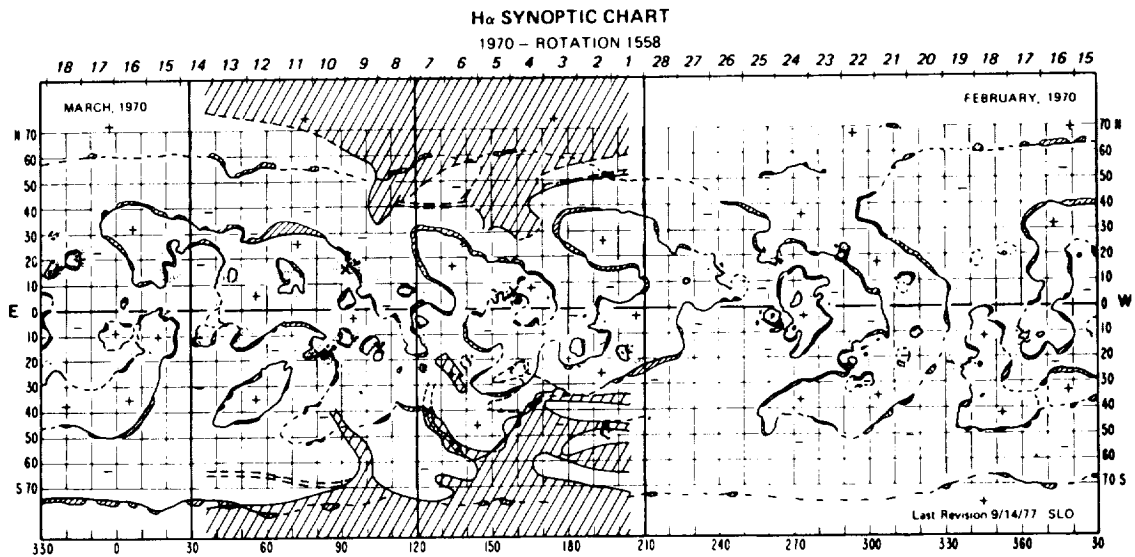 Hα SYNOPTIC CHART
1970 – ROTATION 1558
18 17 16 15 14 13 12 11 10 9 8 7 6 5 4 3 2 1 28 27 26 25 24 23 22 21 20 19 18 17 16 15
MARCH, 1970 FEBRUARY, 1970
N 70 70 N
60 60
50 50
40 40
30 30
20 20
10 10
E 0 0 W
10 10
20 20
30 30
40 40
50 50
60 60
S 70 70 S
Last Revision 9/14/77 SLO
330 0 30 60 90 120 150 180 210 240 270 300 330 360 30